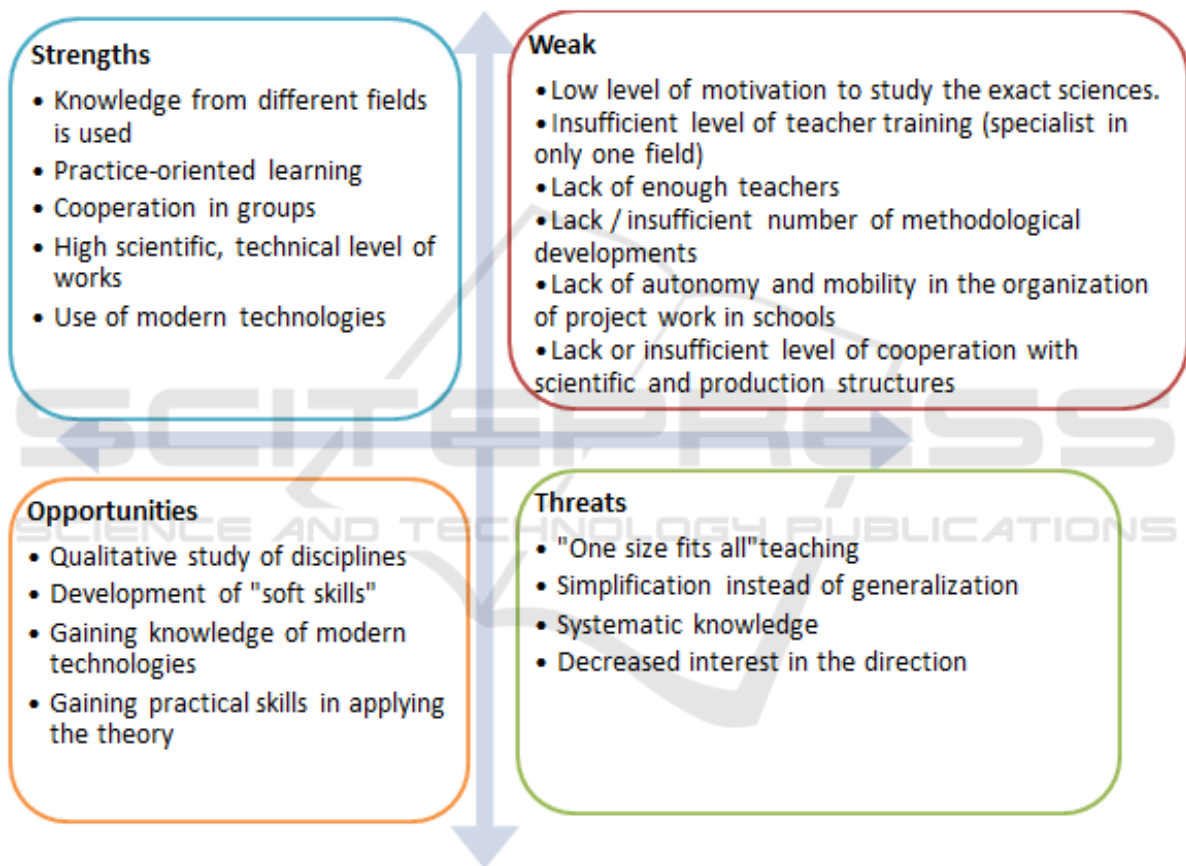 Strengths
• Knowledge from different fields
is used
• Practice-oriented learning
• Cooperation in groups
• High scientific, technical level of
works
• Use of modern technologies
Weak
•Low level of motivation to study the exact sciences.
•Insufficient level of teacher training (specialist in
only one field)
•Lack of enough teachers
•Lack / insufficient number of methodological
developments
•Lack of autonomy and mobility in the organization
of project work in schools
•Lack or insufficient level of cooperation with
scientific and production structures
SCITEPRESS
SCIENCE AND TECHNOLOGY PUBLICATIONS
Opportunities
• Qualitative study of disciplines
• Development of "soft skills"
• Gaining knowledge of modern
technologies
• Gaining practical skills in applying
the theory
Threats
• "One size fits all"teaching
• Simplification instead of generalization
• Systematic knowledge
• Decreased interest in the direction